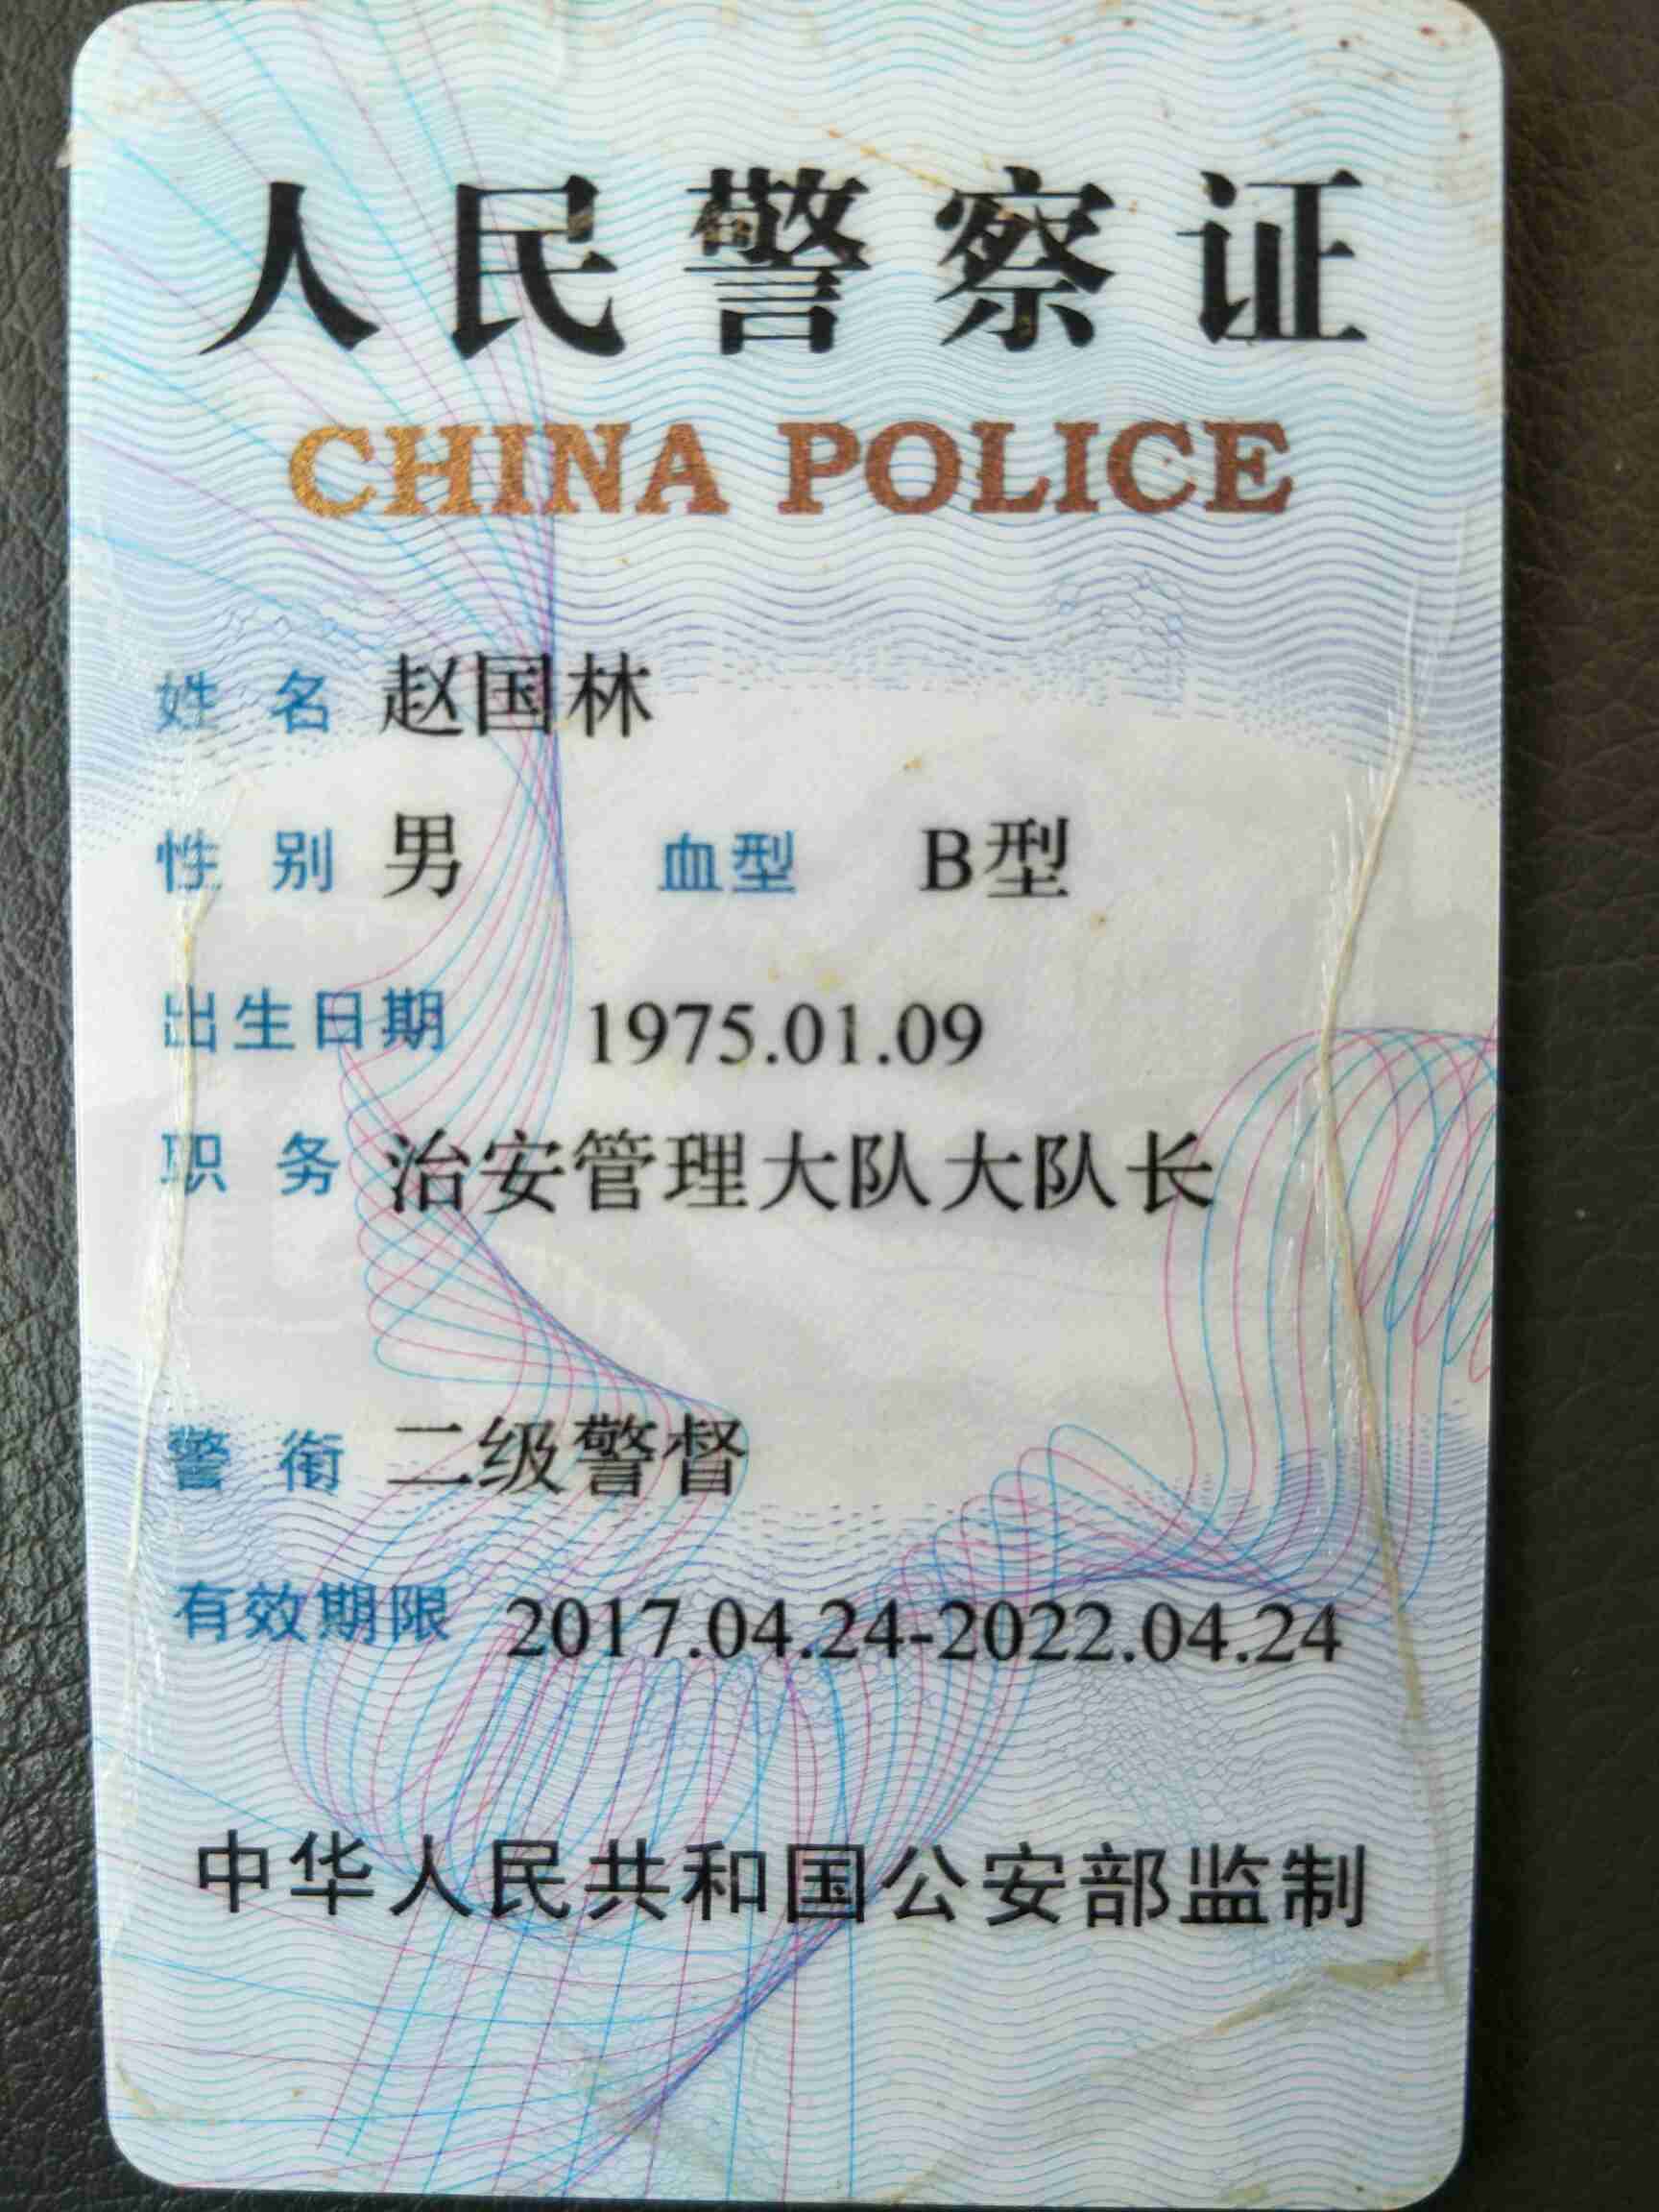 人民警察证
CHINA POLICE
姓 名 赵国林
性 别 男 血型 B型
出生日期 1975.01.09
职 务 治安管理大队大队长
警 衔 二级警督
有效期限 2017.04.24-2022.04.24
中华人民共和国公安部监制